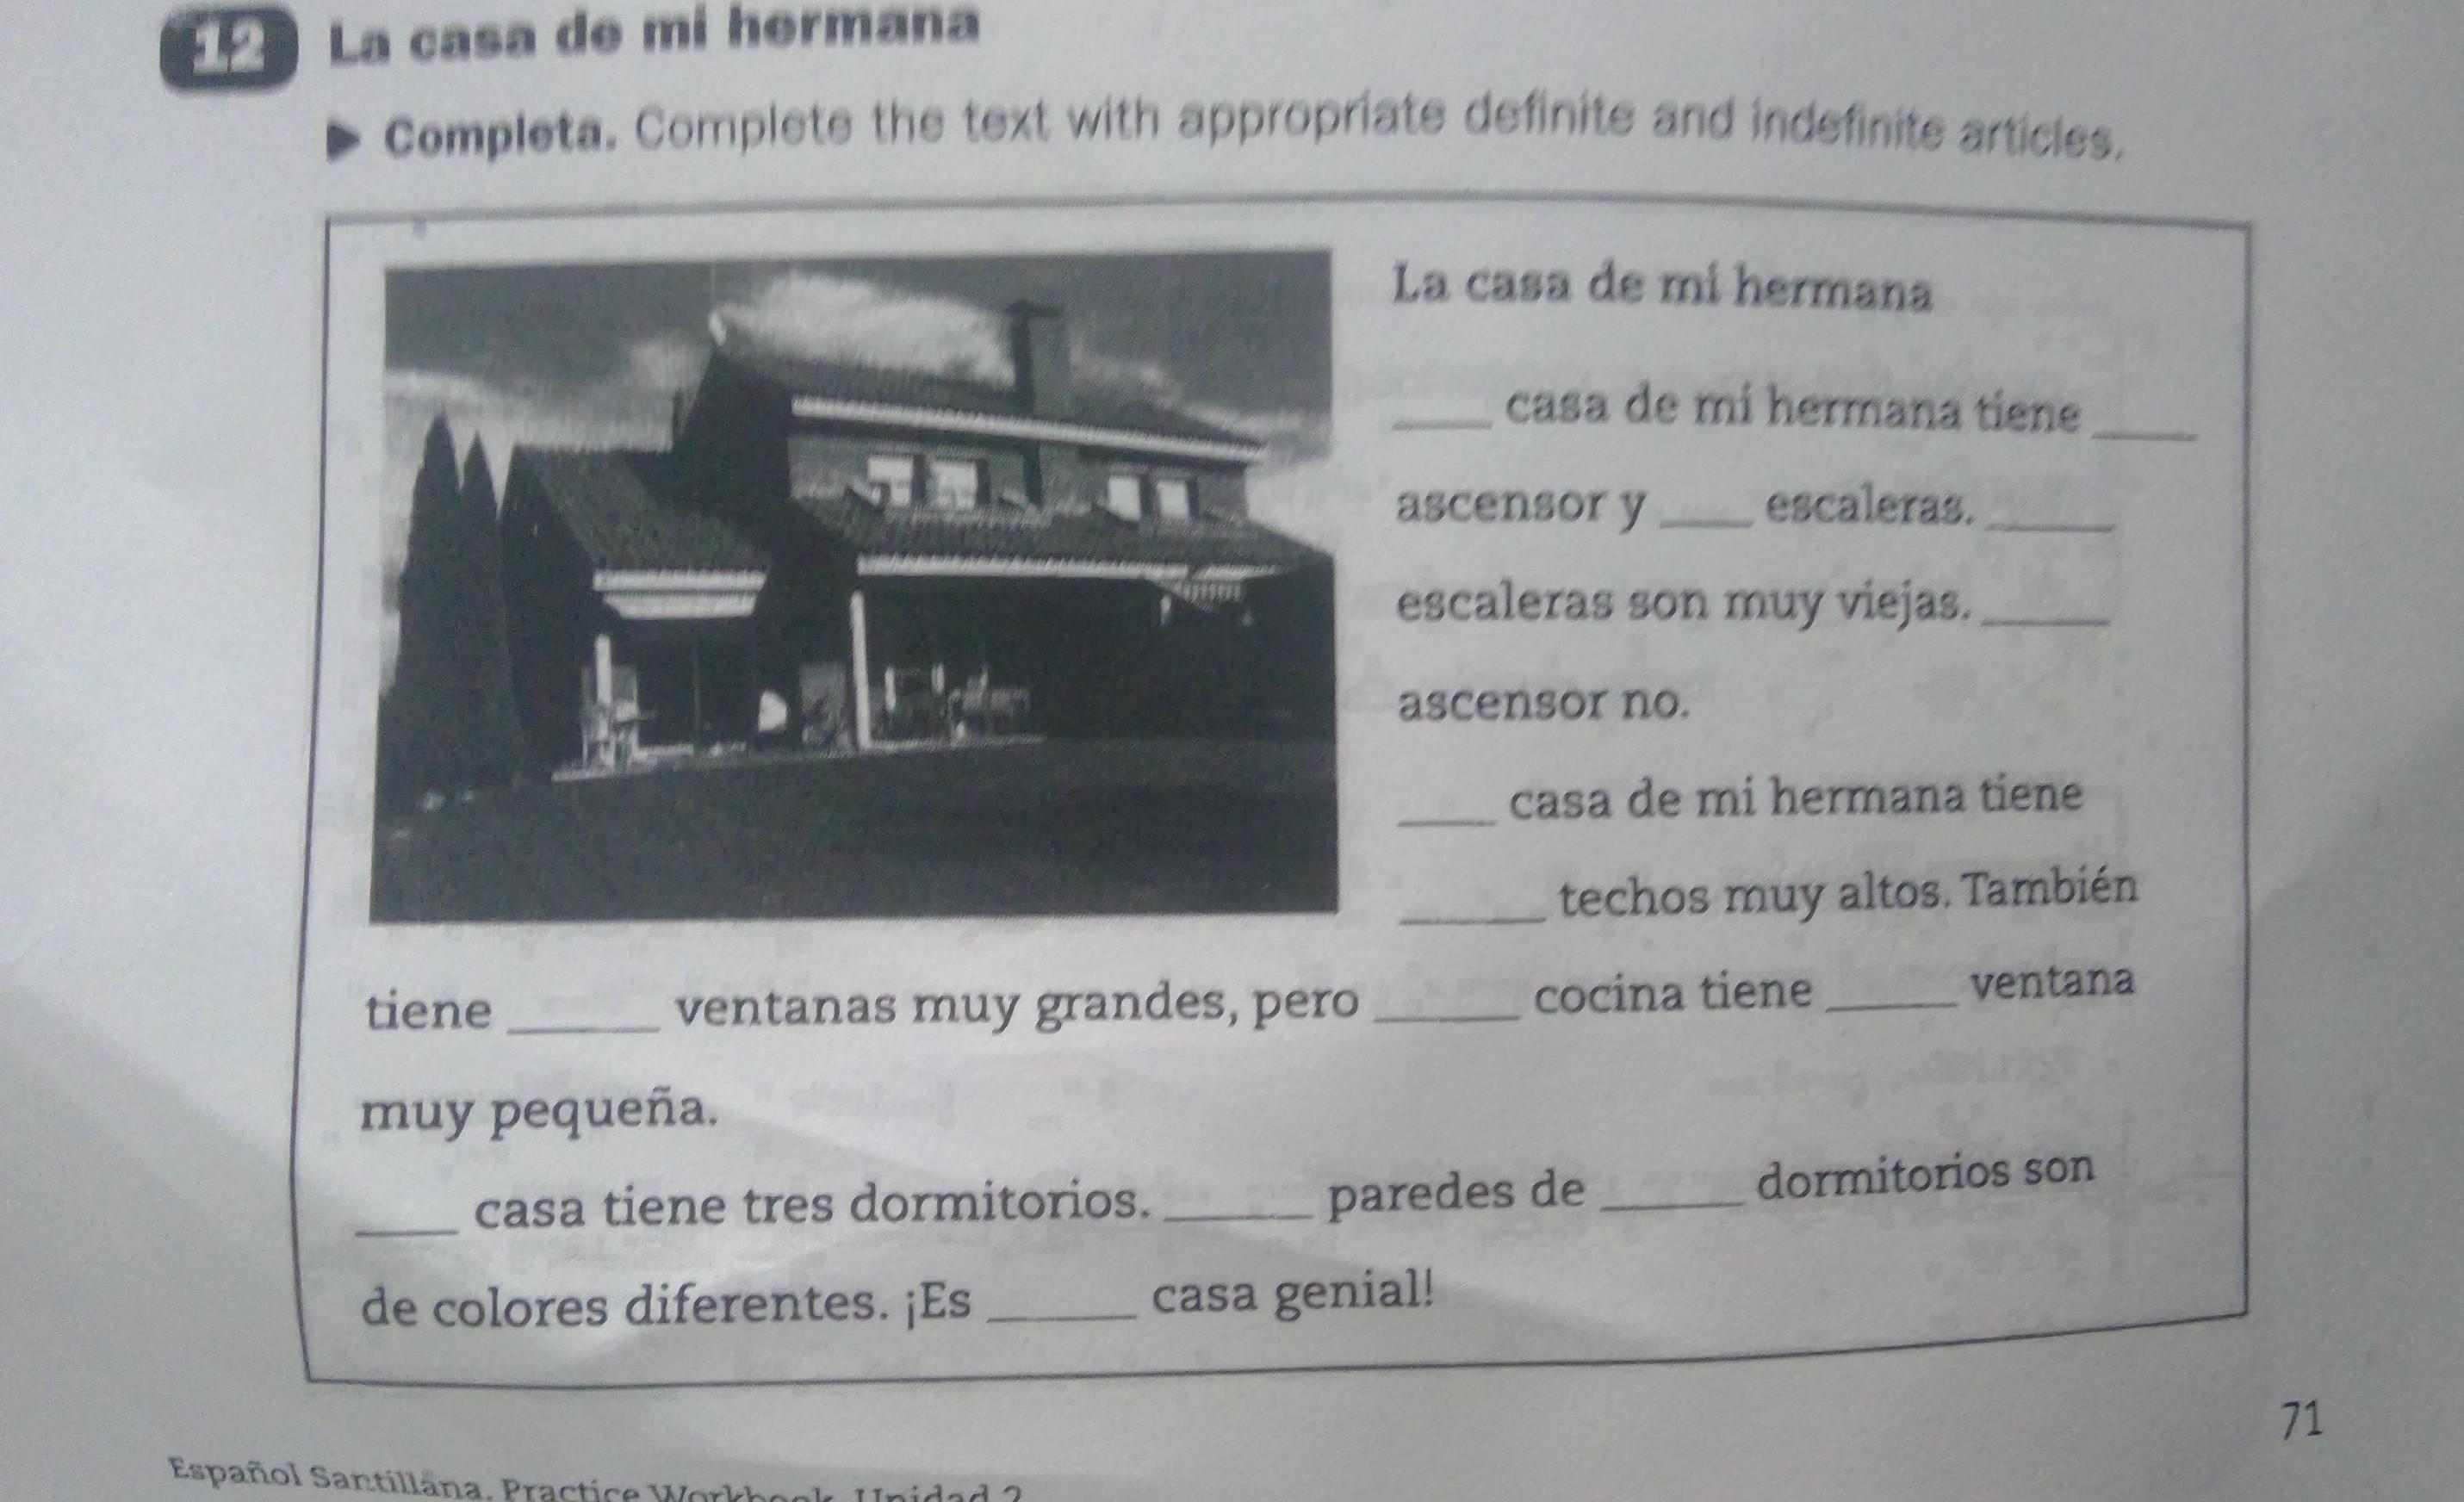 12 La casa de mi hermana
▶ Completa. Complete the text with appropriate definite and indefinite articles.
La casa de mi hermana
____ casa de mi hermana tiene ____
ascensor y ____ escaleras. ____
escaleras son muy viejas. ____
ascensor no.
____ casa de mi hermana tiene
____ techos muy altos. También
tiene ____ ventanas muy grandes, pero ____ cocina tiene ____ ventana
muy pequeña.
____ casa tiene tres dormitorios. ____ paredes de ____ dormitorios son
de colores diferentes. ¡Es ____ casa genial!
71
Español Santillana. Practice Workbook. Unidad 2